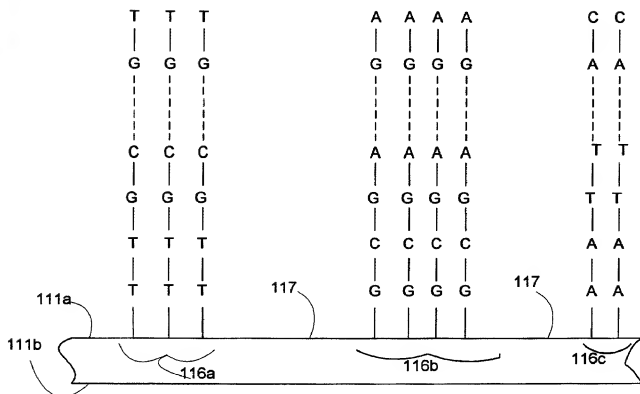 T T T A A A A C C
G G G G G G G A A
C C C A A A A T T
G G G G G G G T T
T T T C C C C A A
T T T G G G G A A
111a 117 117
111b 116a 116b 116c